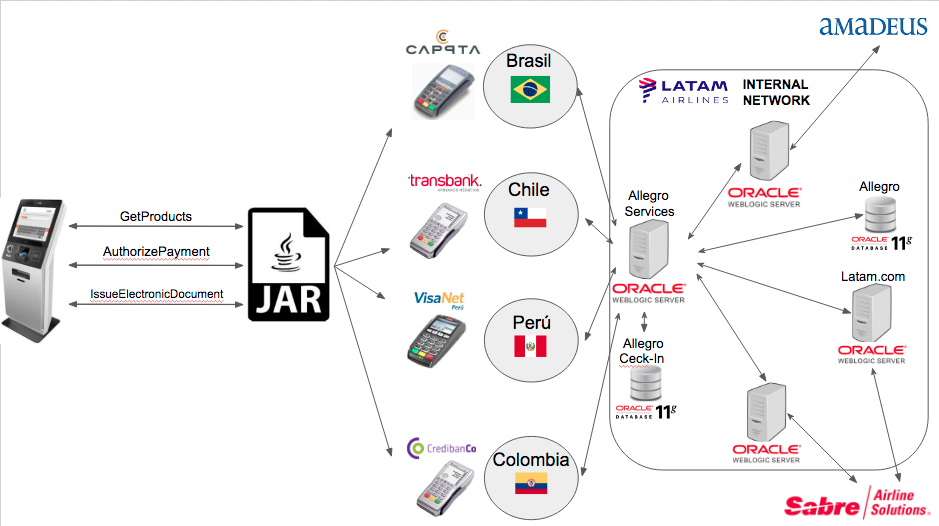 amadeus
CAPPTA
Brasil
LATAM
AIRLINES
INTERNAL
NETWORK
ORACLE
WEBLOGIC SERVER
transbank.
Chile
Allegro
Services
Allegro
ORACLE
DATABASE 11g
GetProducts
AuthorizePayment
IssueElectronicDocument
JAR
ORACLE
WEBLOGIC SERVER
Latam.com
VisaNet
Perú
Perú
ORACLE
WEBLOGIC SERVER
Allegro
Ceck-In
ORACLE
DATABASE 11g
CredibanCo
Colombia
ORACLE
WEBLOGIC SERVER
Sabre
Airline
Solutions.